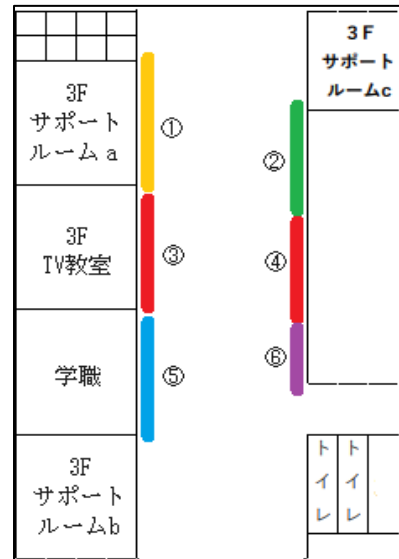 3F
サポート
ルームa
①
3F
TV教室
③
学職
⑤
3F
サポート
ルームb
3F
サポート
ルームc
②
④
⑥
トイレ
トイレ